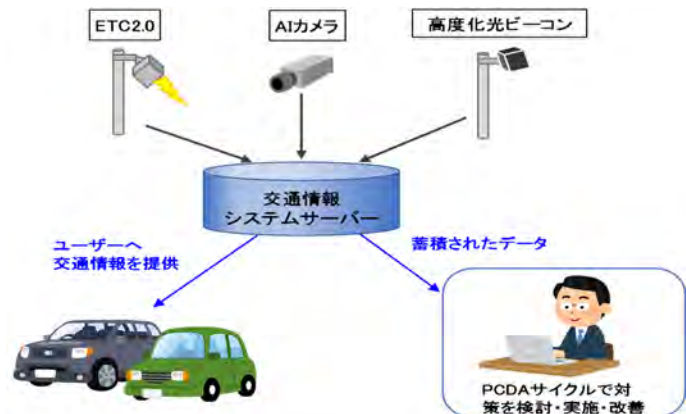 ETC2.0
AIカメラ
高度化光ビーコン
交通情報
システムサーバー
ユーザーへ
交通情報を提供
蓄積されたデータ
PCDAサイクルで対
策を検討・実施・改善